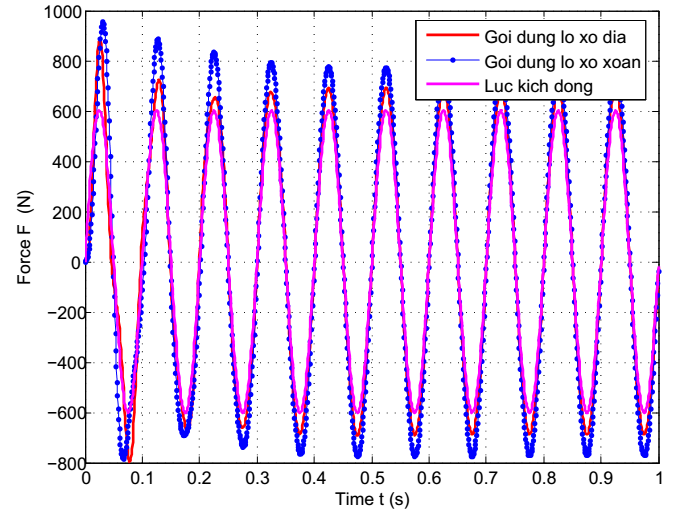 Goi dung lo xo dia
Goi dung lo xo xoan
Luc kich dong
Force F (N)
1000
800
600
400
200
0
−200
−400
−600
−800
0 0.1 0.2 0.3 0.4 0.5 0.6 0.7 0.8 0.9 1
Time t (s)